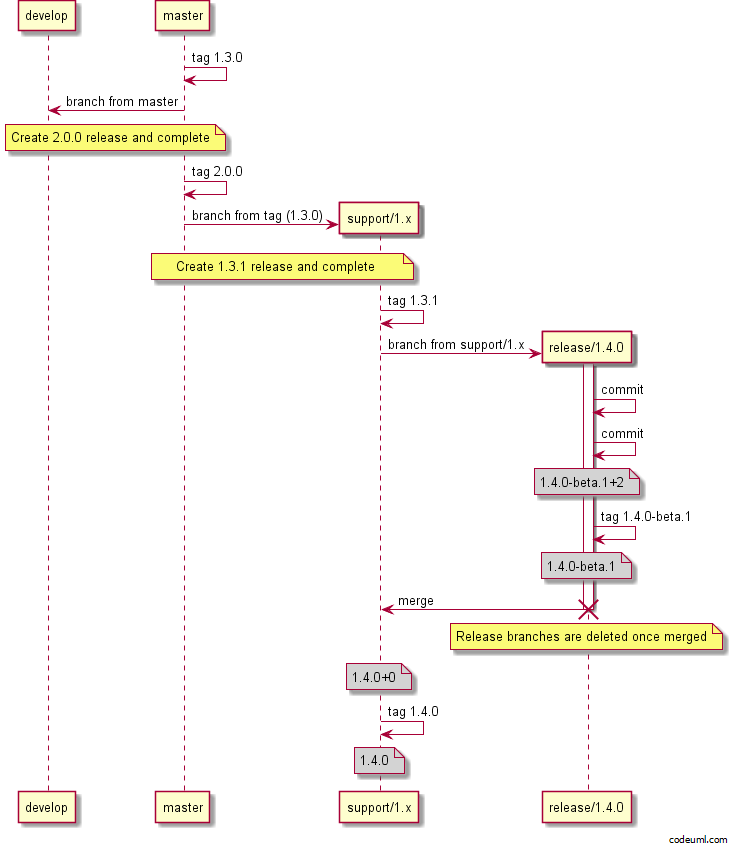 develop
master
tag 1.3.0
branch from master
Create 2.0.0 release and complete
tag 2.0.0
branch from tag (1.3.0)
support/1.x
Create 1.3.1 release and complete
tag 1.3.1
branch from support/1.x
release/1.4.0
commit
commit
1.4.0-beta.1+2
tag 1.4.0-beta.1
1.4.0-beta.1
merge
Release branches are deleted once merged
1.4.0+0
tag 1.4.0
1.4.0
develop
master
support/1.x
release/1.4.0
codeuml.com